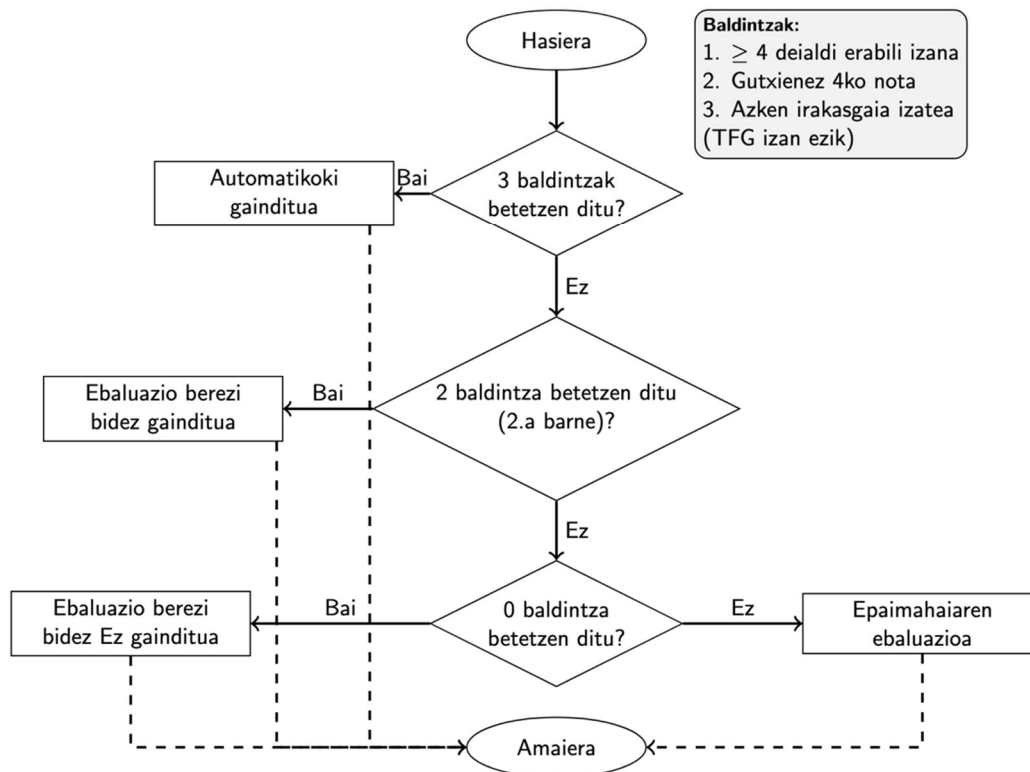 Hasiera
Baldintzak:
1. ≥ 4 deialdi erabili izana
2. Gutxienez 4ko nota
3. Azken irakasgaia izatea
(TFG izan ezik)
3 baldintzak
betetzen ditu?
Bai
Automatikoki
gainditua
Ez
2 baldintza betetzen ditu
(2.a barne)?
Bai
Ebaluazio berezi
bidez gainditua
Ez
0 baldintza
betetzen ditu?
Bai
Ebaluazio berezi
bidez Ez gainditua
Ez
Epaimahaiaren
ebaluazioa
Amaiera